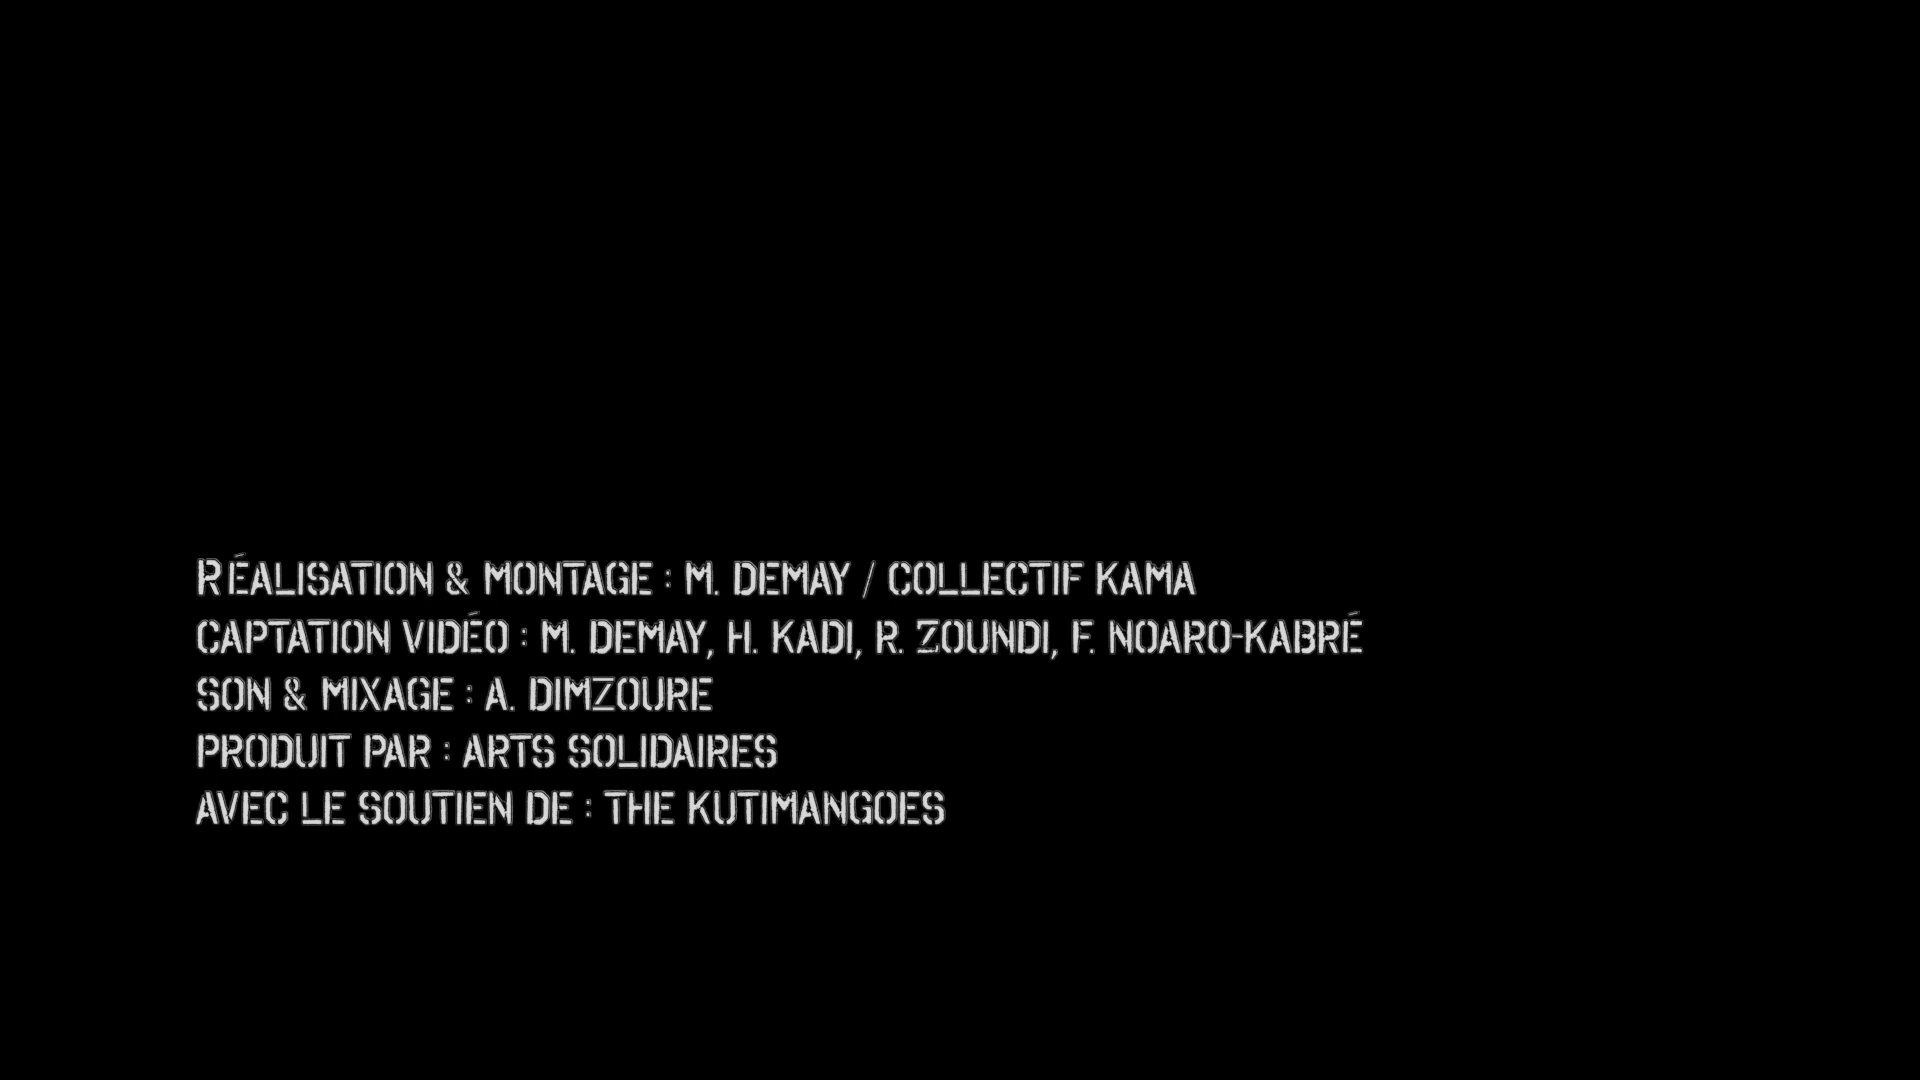 RÉALISATION & MONTAGE : M. DEMAY / COLLECTIF KAMA
CAPTATION VIDÉO : M. DEMAY, H. KADI, R. ZOUNDI, F. NOARO-KABRÉ
SON & MIXAGE : A. DIMZOURE
PRODUIT PAR : ARTS SOLIDAIRES
AVEC LE SOUTIEN DE : THE KUTIMANGOES